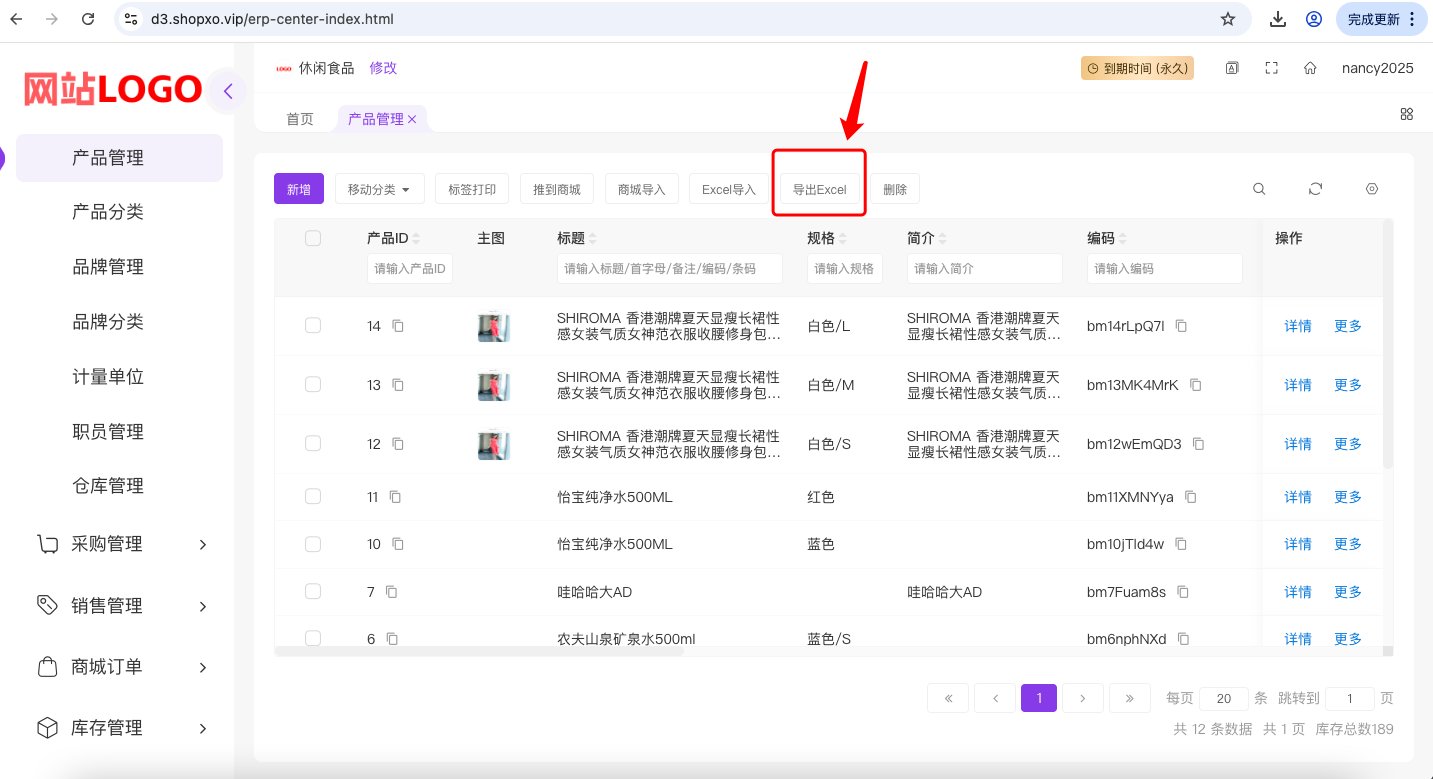 d3.shopxo.vip/erp-center-index.html
完成更新
网站LOGO
LOGO 休闲食品 修改
到期时间 (永久)
nancy2025
首页 产品管理
产品管理
产品分类
品牌管理
品牌分类
计量单位
职员管理
仓库管理
采购管理
销售管理
商城订单
库存管理
新增 移动分类 标签打印 推到商城 商城导入 Excel导入 导出Excel 删除
产品ID 主图 标题 规格 简介 编码 操作
请输入产品ID 请输入标题/首字母/备注/编码/条码 请输入规格 请输入简介 请输入编码
14 SHIROMA 香港潮牌夏天显瘦长裙性 白色/L SHIROMA 香港潮牌夏天 bm14rLpQ7I 详情 更多
感女装气质女神范衣服收腰修身包... 显瘦长裙性感女装气质...
13 SHIROMA 香港潮牌夏天显瘦长裙性 白色/M SHIROMA 香港潮牌夏天 bm13MK4MrK 详情 更多
感女装气质女神范衣服收腰修身包... 显瘦长裙性感女装气质...
12 SHIROMA 香港潮牌夏天显瘦长裙性 白色/S SHIROMA 香港潮牌夏天 bm12wEmQD3 详情 更多
感女装气质女神范衣服收腰修身包... 显瘦长裙性感女装气质...
11 怡宝纯净水500ML 红色 bm11XMNYya 详情 更多
10 怡宝纯净水500ML 蓝色 bm10jTId4w 详情 更多
7 哇哈哈大AD 哇哈哈大AD bm7Fuam8s 详情 更多
6 农夫山泉矿泉水500ml 蓝色/S bm6nphNXd 详情 更多
« ‹ 1 › » 每页 20 条 跳转到 1 页
共 12 条数据 共 1 页 库存总数189